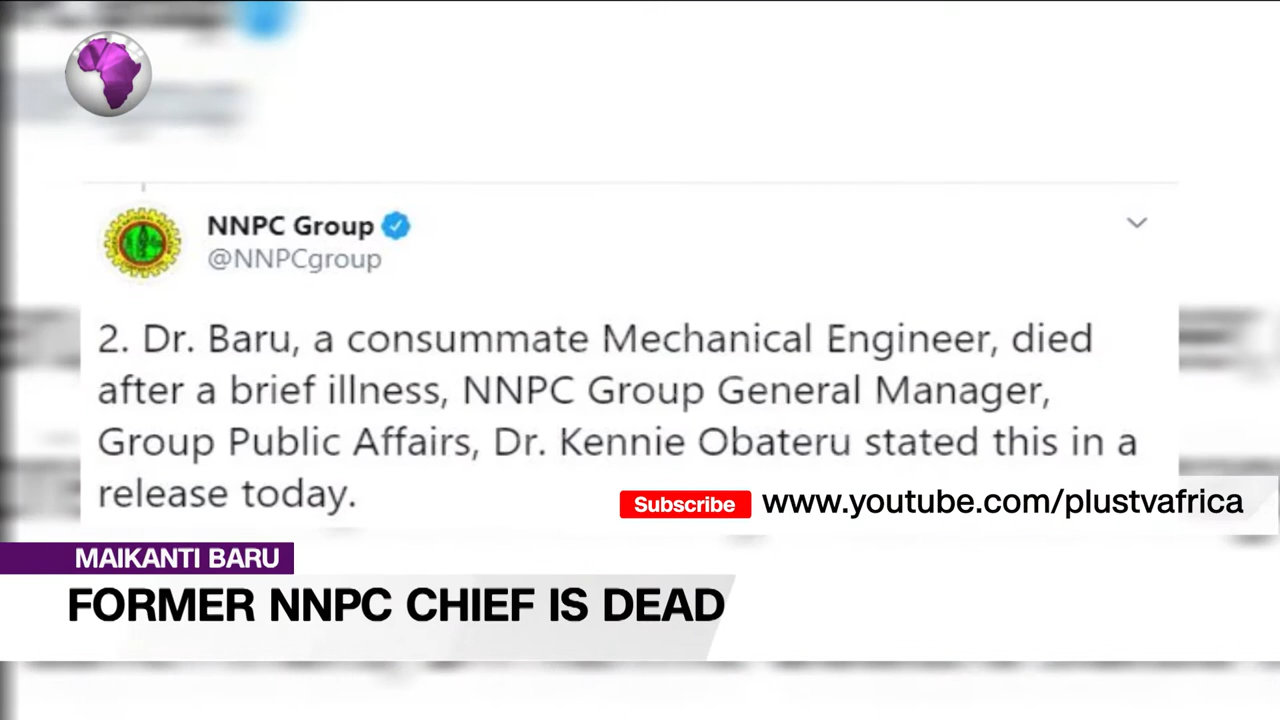 NNPC Group
@NNPCgroup
2. Dr. Baru, a consummate Mechanical Engineer, died
after a brief illness, NNPC Group General Manager,
Group Public Affairs, Dr. Kennie Obateru stated this in a
release today.
Subscribe www.youtube.com/plustvafrica
MAIKANTI BARU
FORMER NNPC CHIEF IS DEAD